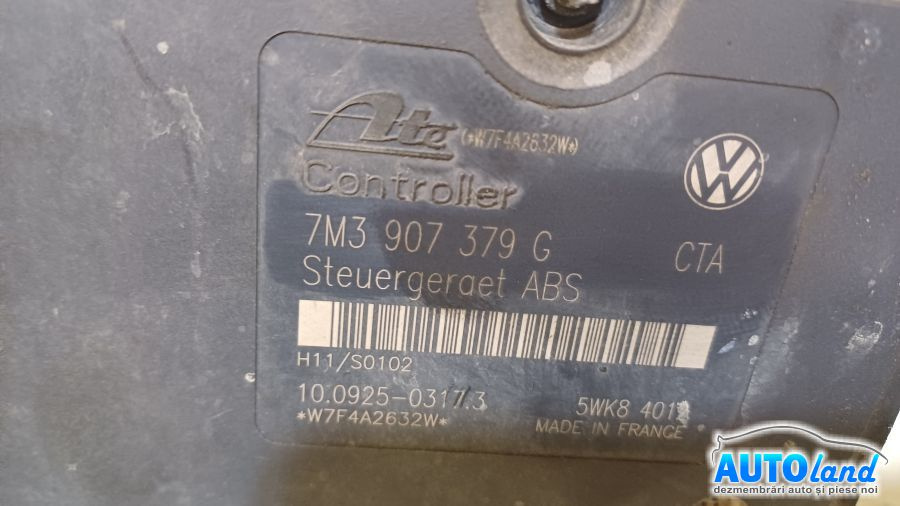 Ate (*W7F4A2632W*)
Controller
7M3 907 379 G
CTA
Steuergeraet ABS
H11/S0102
10.0925-0317.3
*W7F4A2632W*
5WK8
MADE IN FRANCE
AUTOland
dezmembrări auto și piese noi